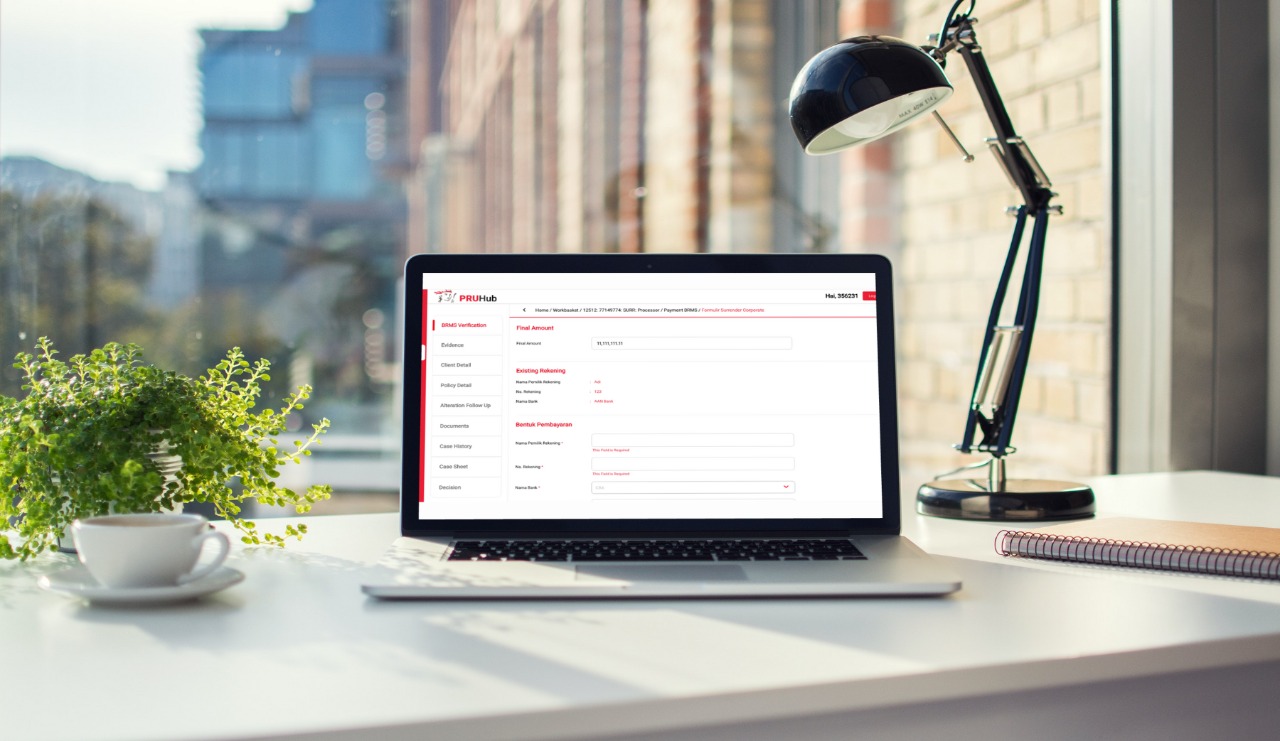 MAX 40W
PRUHub
Hai, 356231
Home / Workbasket / 12512: 77149774: SURR: Processor / Payment BRMS / Formulir Surrender Corporate
BRMS Verification
Evidence
Client Detail
Policy Detail
Alteration Follow Up
Documents
Case History
Case Sheet
Decision
Final Amount
Final Amount
11,111,111.11
Existing Rekening
Nama Pemilik Rekening :
No. Rekening : 123
Nama Bank : Bank
Bentuk Pembayaran
Nama Pemilik Rekening *
This Field is Required
No. Rekening *
This Field is Required
Nama Bank *